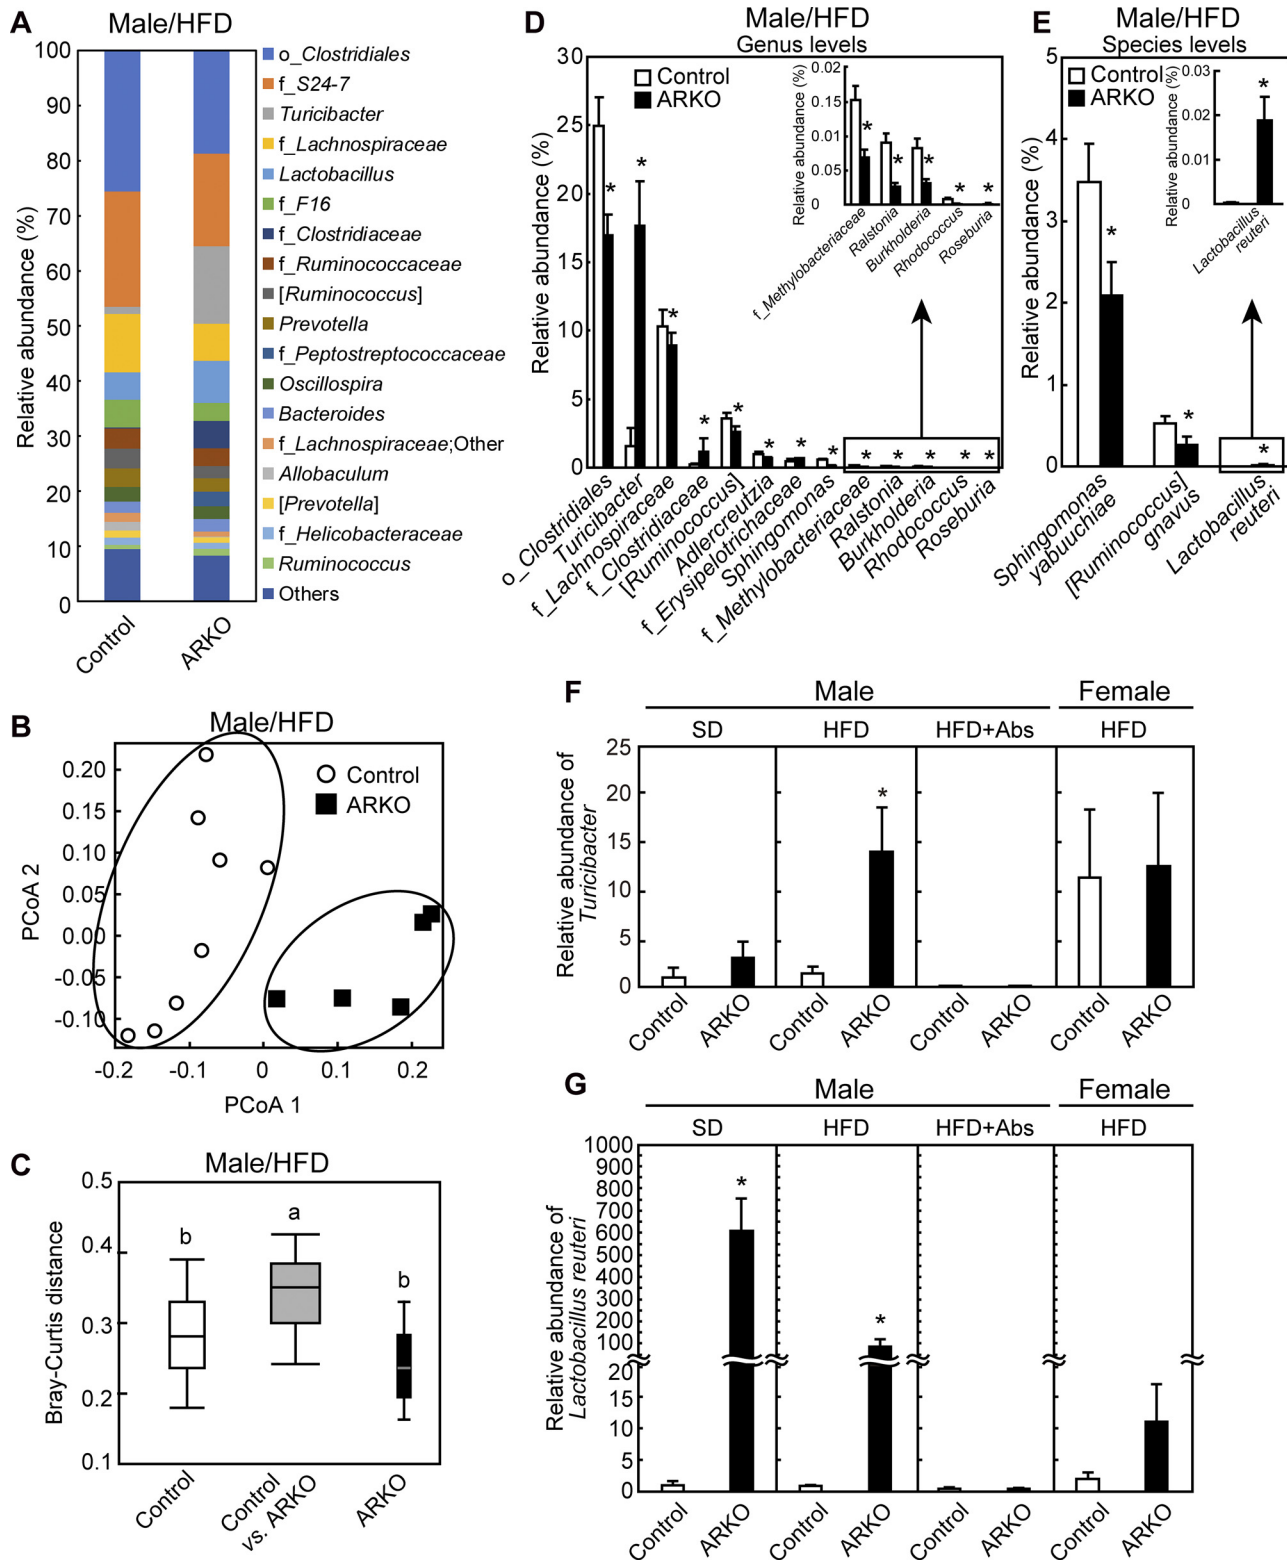 A
Male/HFD
Relative abundance (%)
100
90
80
70
60
50
40
30
20
10
0
Control
ARKO
o_Clostridiales
f_S24-7
Turicibacter
f_Lachnospiraceae
Lactobacillus
f_F16
f_Clostridiaceae
f_Ruminococcaceae
[Ruminococcus]
Prevotella
f_Peptostreptococcaceae
Oscillospira
Bacteroides
f_Lachnospiraceae;Other
Allobaculum
[Prevotella]
f_Helicobacteraceae
Ruminococcus
Others
B
Male/HFD
PCoA 2
0.20
0.15
0.10
0.05
0.00
-0.05
-0.10
Control
ARKO
-0.2 -0.1 0 0.1 0.2
PCoA 1
C
Male/HFD
Bray-Curtis distance
0.5
0.4
0.3
0.2
0.1
b
a
b
Control
Control
vs. ARKO
ARKO
D
Male/HFD
Genus levels
Relative abundance (%)
30
25
20
15
10
5
0
Control
ARKO
* * * * * * * * * * * * *
o_Clostridiales
Turicibacter
f_Lachnospiraceae
f_Clostridiaceae
[Ruminococcus]
Adlercreutzia
f_Erysipelotrichaceae
Sphingomonas
f_Methylobacteriaceae
Ralstonia
Burkholderia
Rhodococcus
Roseburia
Relative abundance (%)
0.02
0.15
0.01
0.05
0
* * * * *
f_Methylobacteriaceae
Ralstonia
Burkholderia
Rhodococcus
Roseburia
E
Male/HFD
Species levels
Relative abundance (%)
5
4
3
2
1
0
Control
ARKO
* * *
Sphingomonas
yabuuchiae
[Ruminococcus]
gnavus
Lactobacillus
reuteri
Relative abundance (%)
0.03
0.02
0.01
0
*
Lactobacillus
reuteri
F
Male Female
SD HFD HFD+Abs HFD
Relative abundance of
Turicibacter
25
20
15
10
5
0
*
Control ARKO Control ARKO Control ARKO Control ARKO
G
Male Female
SD HFD HFD+Abs HFD
Relative abundance of
Lactobacillus reuteri
1000
900
800
700
600
500
400
300
200
100
20
15
10
5
0
* *
Control ARKO Control ARKO Control ARKO Control ARKO